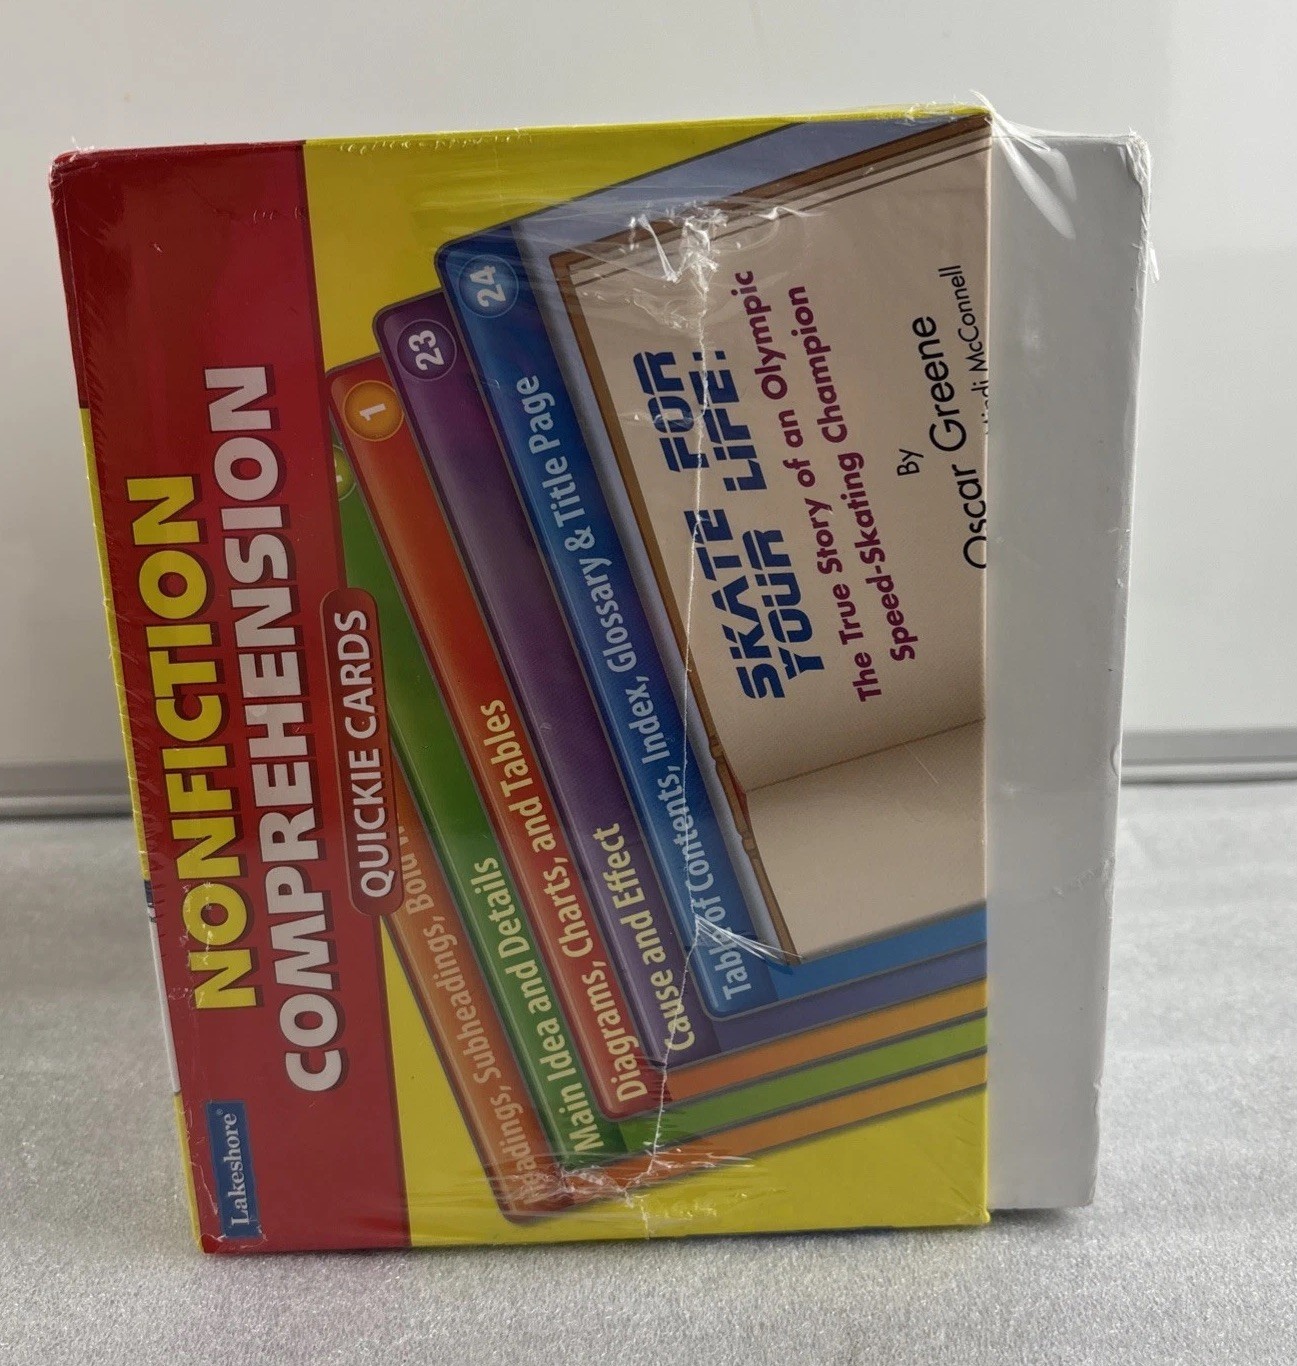 NONFICTION
COMPREHENSION
QUICKIE CARDS
Lakeshore®
Headings, Subheadings, Bold
Main Idea and Details
1
Diagrams, Charts, and Tables
23
Cause and Effect
24
Table of Contents, Index, Glossary & Title Page
SKATE FOR
YOUR LIFE:
The True Story of an Olympic
Speed-Skating Champion
By
Oscar Greene
McConnell